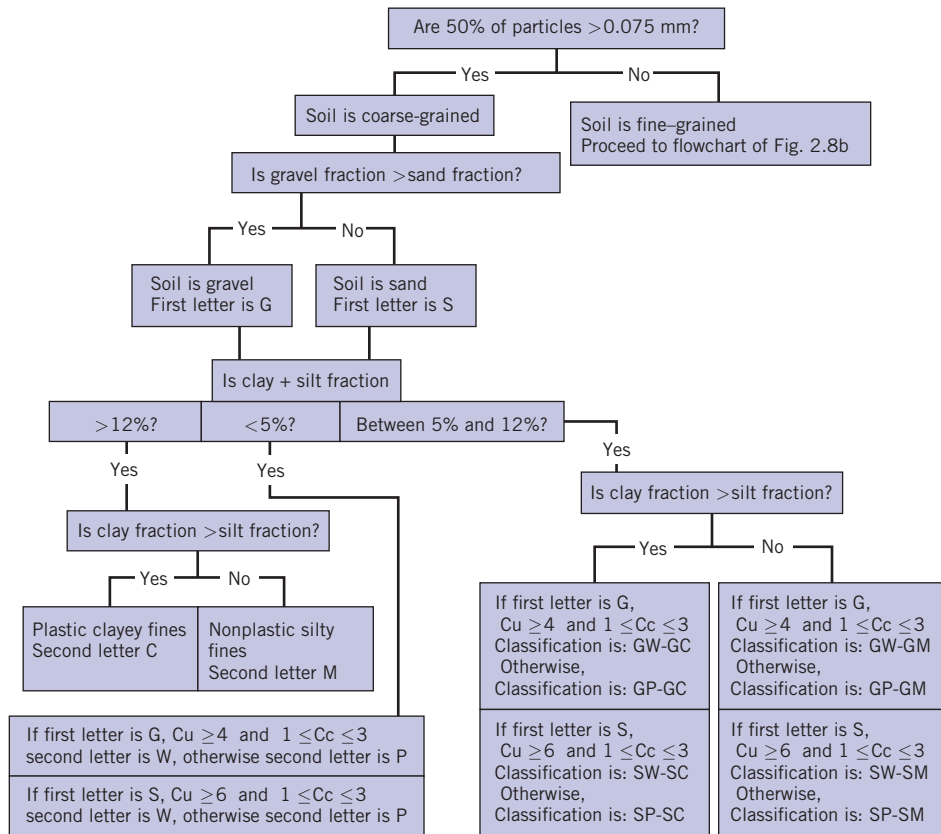 Are 50% of particles >0.075 mm?
Yes
No
Soil is coarse-grained
Soil is fine–grained
Proceed to flowchart of Fig. 2.8b
Is gravel fraction >sand fraction?
Yes
No
Soil is gravel
First letter is G
Soil is sand
First letter is S
Is clay + silt fraction
>12%?
<5%?
Between 5% and 12%?
Yes
Yes
Yes
Is clay fraction >silt fraction?
Yes
No
Plastic clayey fines
Second letter C
Nonplastic silty
fines
Second letter M
If first letter is G, Cu ≥4 and 1 ≤Cc ≤3
second letter is W, otherwise second letter is P
If first letter is S, Cu ≥6 and 1 ≤Cc ≤3
second letter is W, otherwise second letter is P
Is clay fraction >silt fraction?
Yes
No
If first letter is G,
Cu ≥4 and 1 ≤Cc ≤3
Classification is: GW-GC
Otherwise,
Classification is: GP-GC
If first letter is G,
Cu ≥4 and 1 ≤Cc ≤3
Classification is: GW-GM
Otherwise,
Classification is: GP-GM
If first letter is S,
Cu ≥6 and 1 ≤Cc ≤3
Classification is: SW-SC
Otherwise,
Classification is: SP-SC
If first letter is S,
Cu ≥6 and 1 ≤Cc ≤3
Classification is: SW-SM
Otherwise,
Classification is: SP-SM